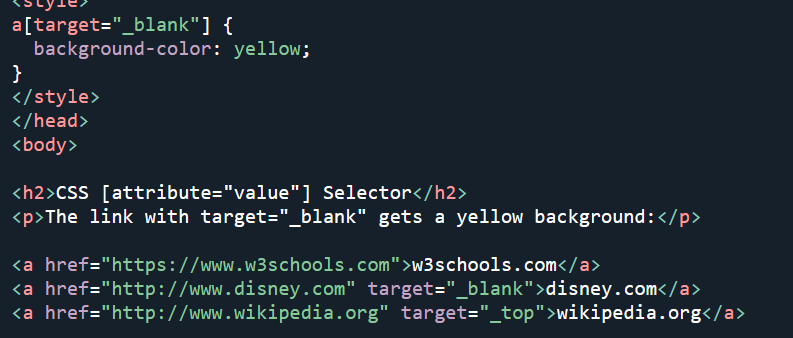 <style>
a[target="_blank"] {
  background-color: yellow;
}
</style>
</head>
<body>

<h2>CSS [attribute="value"] Selector</h2>
<p>The link with target="_blank" gets a yellow background:</p>

<a href="https://www.w3schools.com">w3schools.com</a>
<a href="http://www.disney.com" target="_blank">disney.com</a>
<a href="http://www.wikipedia.org" target="_top">wikipedia.org</a>